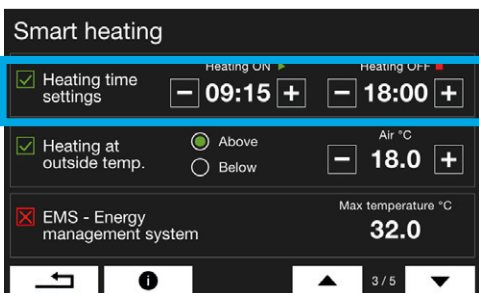 Smart heating
Heating ON Heating OFF
Heating time
settings
− 09:15 + − 18:00 +
Heating at
outside temp.
Above
Below
Air °C
− 18.0 +
EMS - Energy
management system
Max temperature °C
32.0
i 3/5